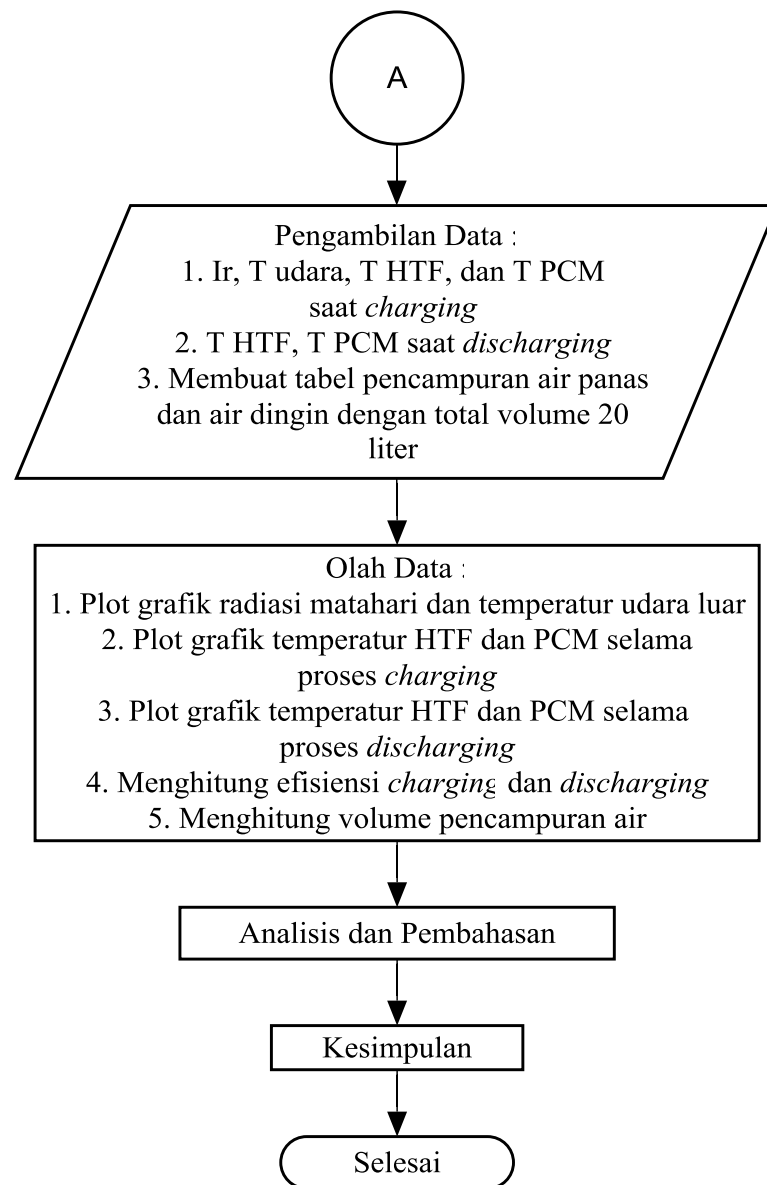 A
Pengambilan Data :
1. Ir, T udara, T HTF, dan T PCM
saat charging
2. T HTF, T PCM saat discharging
3. Membuat tabel pencampuran air panas
dan air dingin dengan total volume 20
liter
Olah Data :
1. Plot grafik radiasi matahari dan temperatur udara luar
2. Plot grafik temperatur HTF dan PCM selama
proses charging
3. Plot grafik temperatur HTF dan PCM selama
proses discharging
4. Menghitung efisiensi charging dan discharging
5. Menghitung volume pencampuran air
Analisis dan Pembahasan
Kesimpulan
Selesai